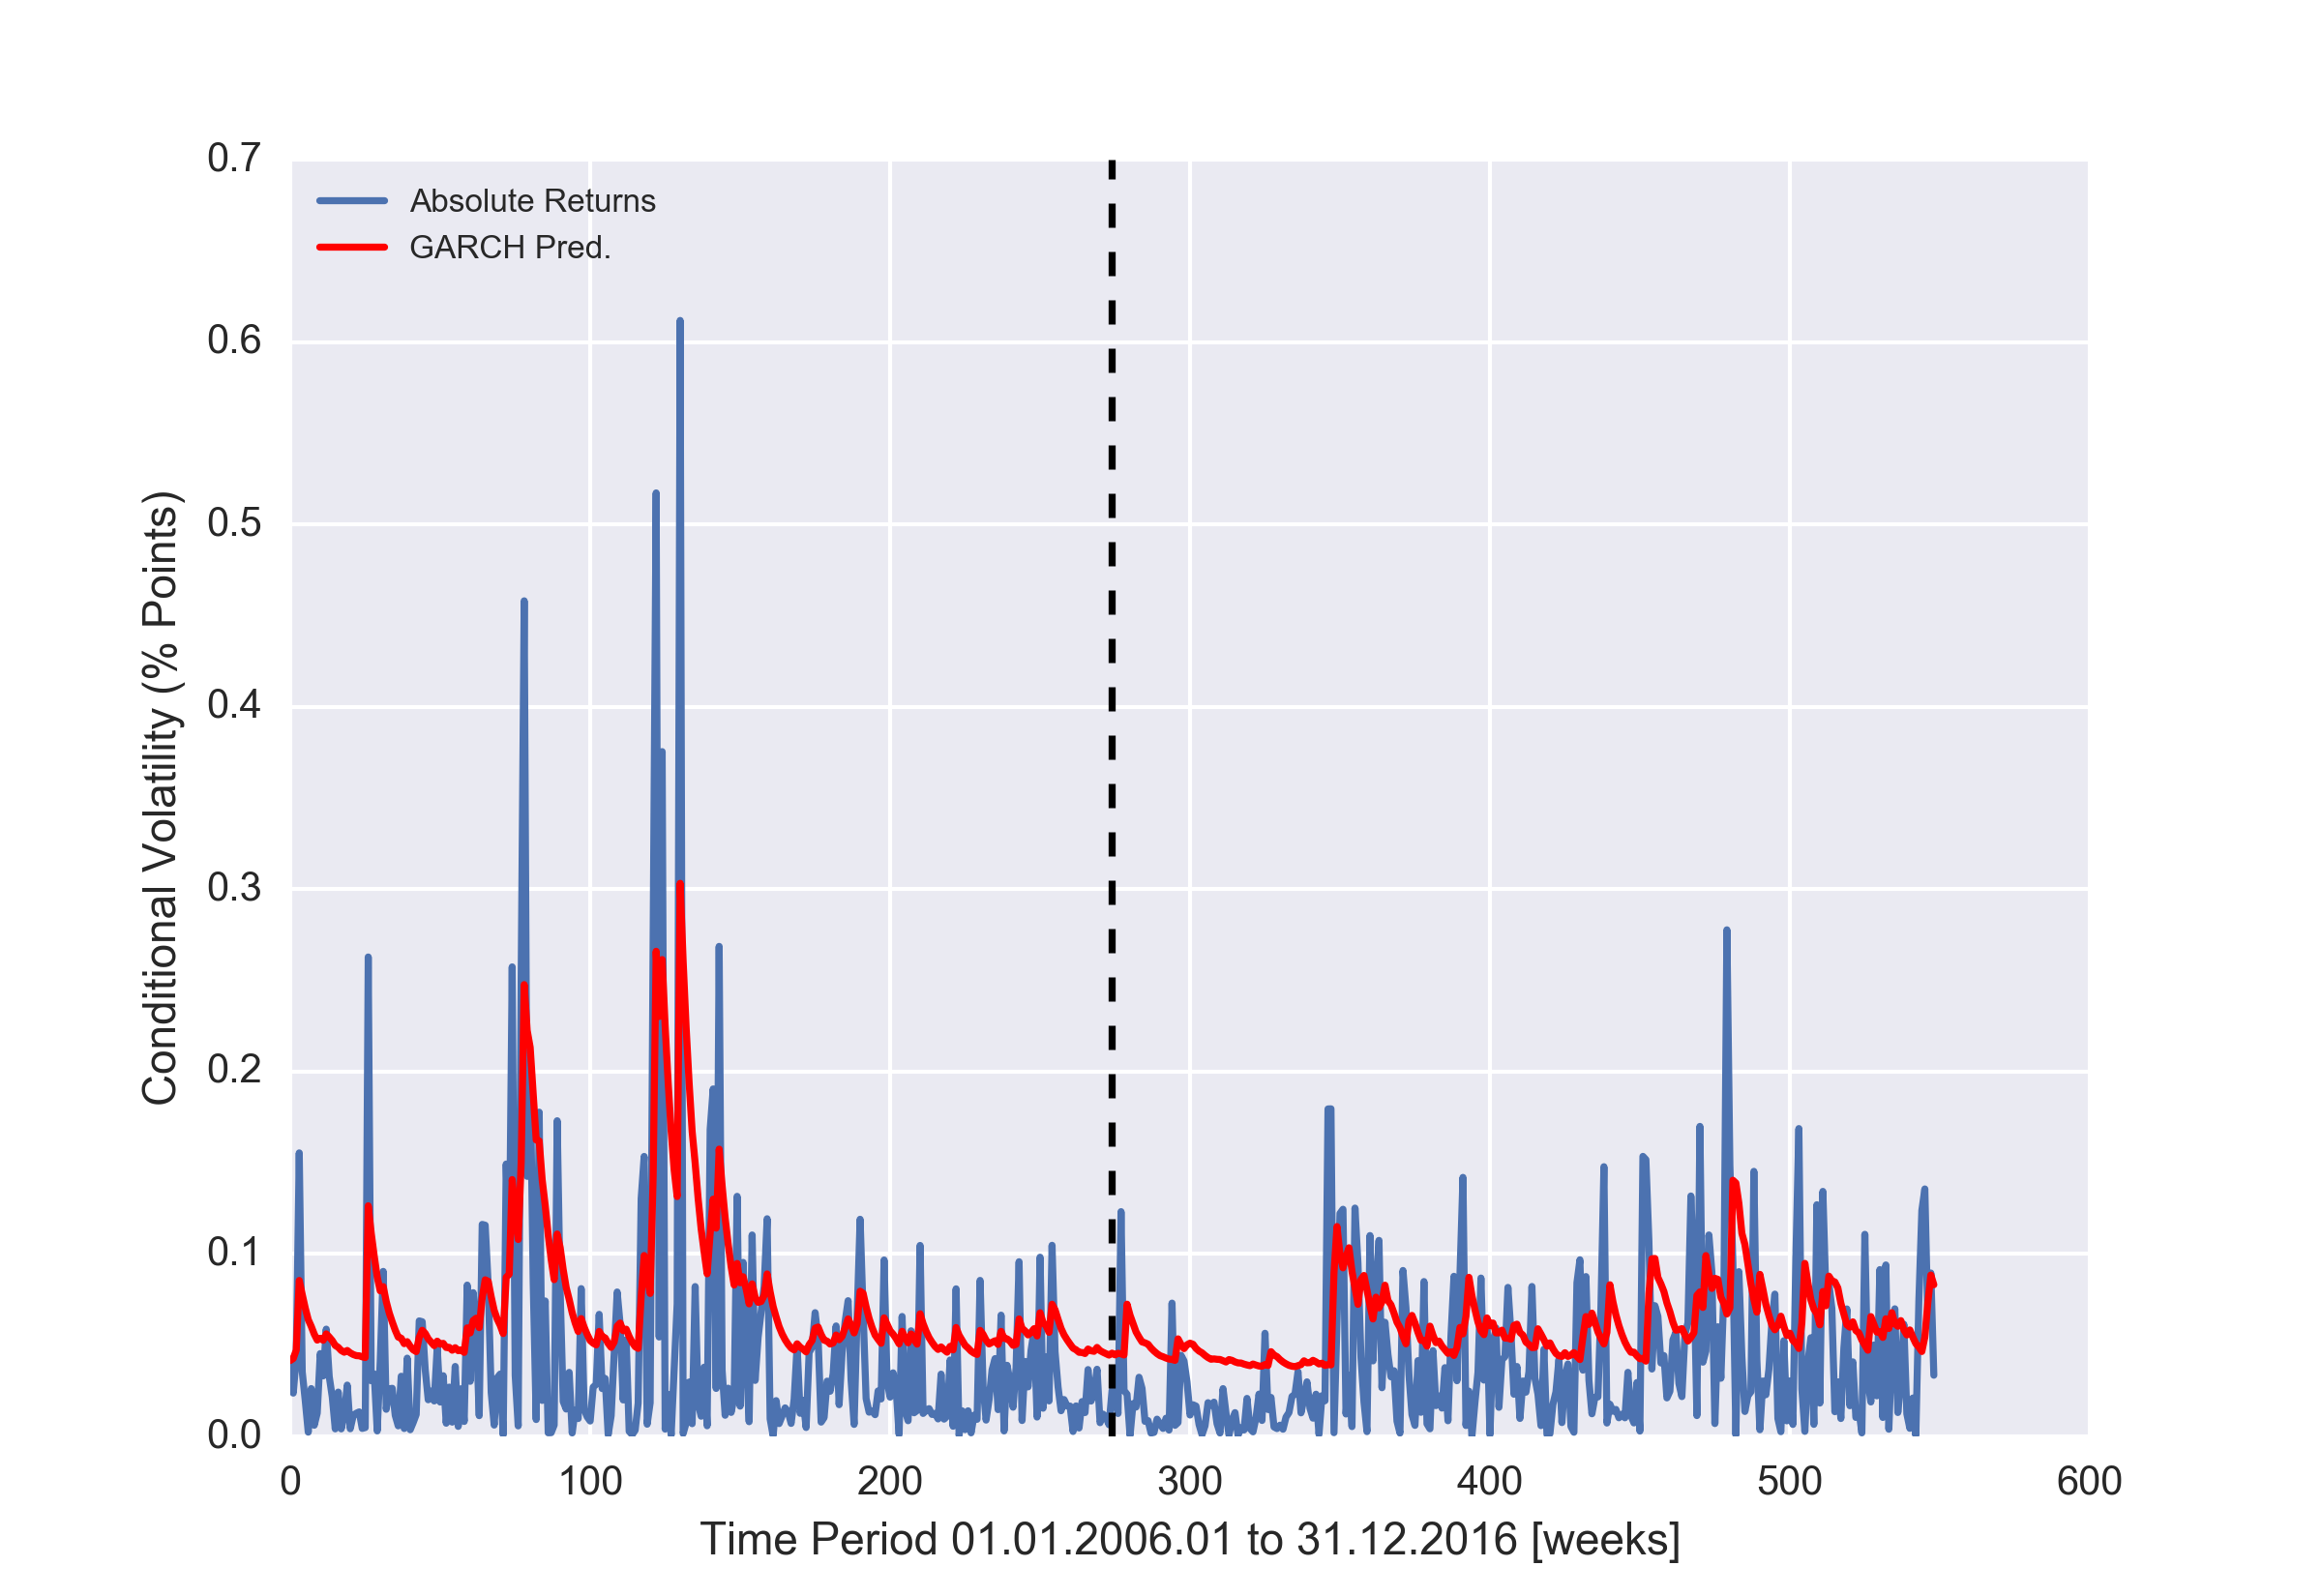 0.7
0.6
0.5
0.4
0.3
0.2
0.1
0.0
Conditional Volatility (% Points)
Absolute Returns
GARCH Pred.
0 100 200 300 400 500 600
Time Period 01.01.2006.01 to 31.12.2016 [weeks]